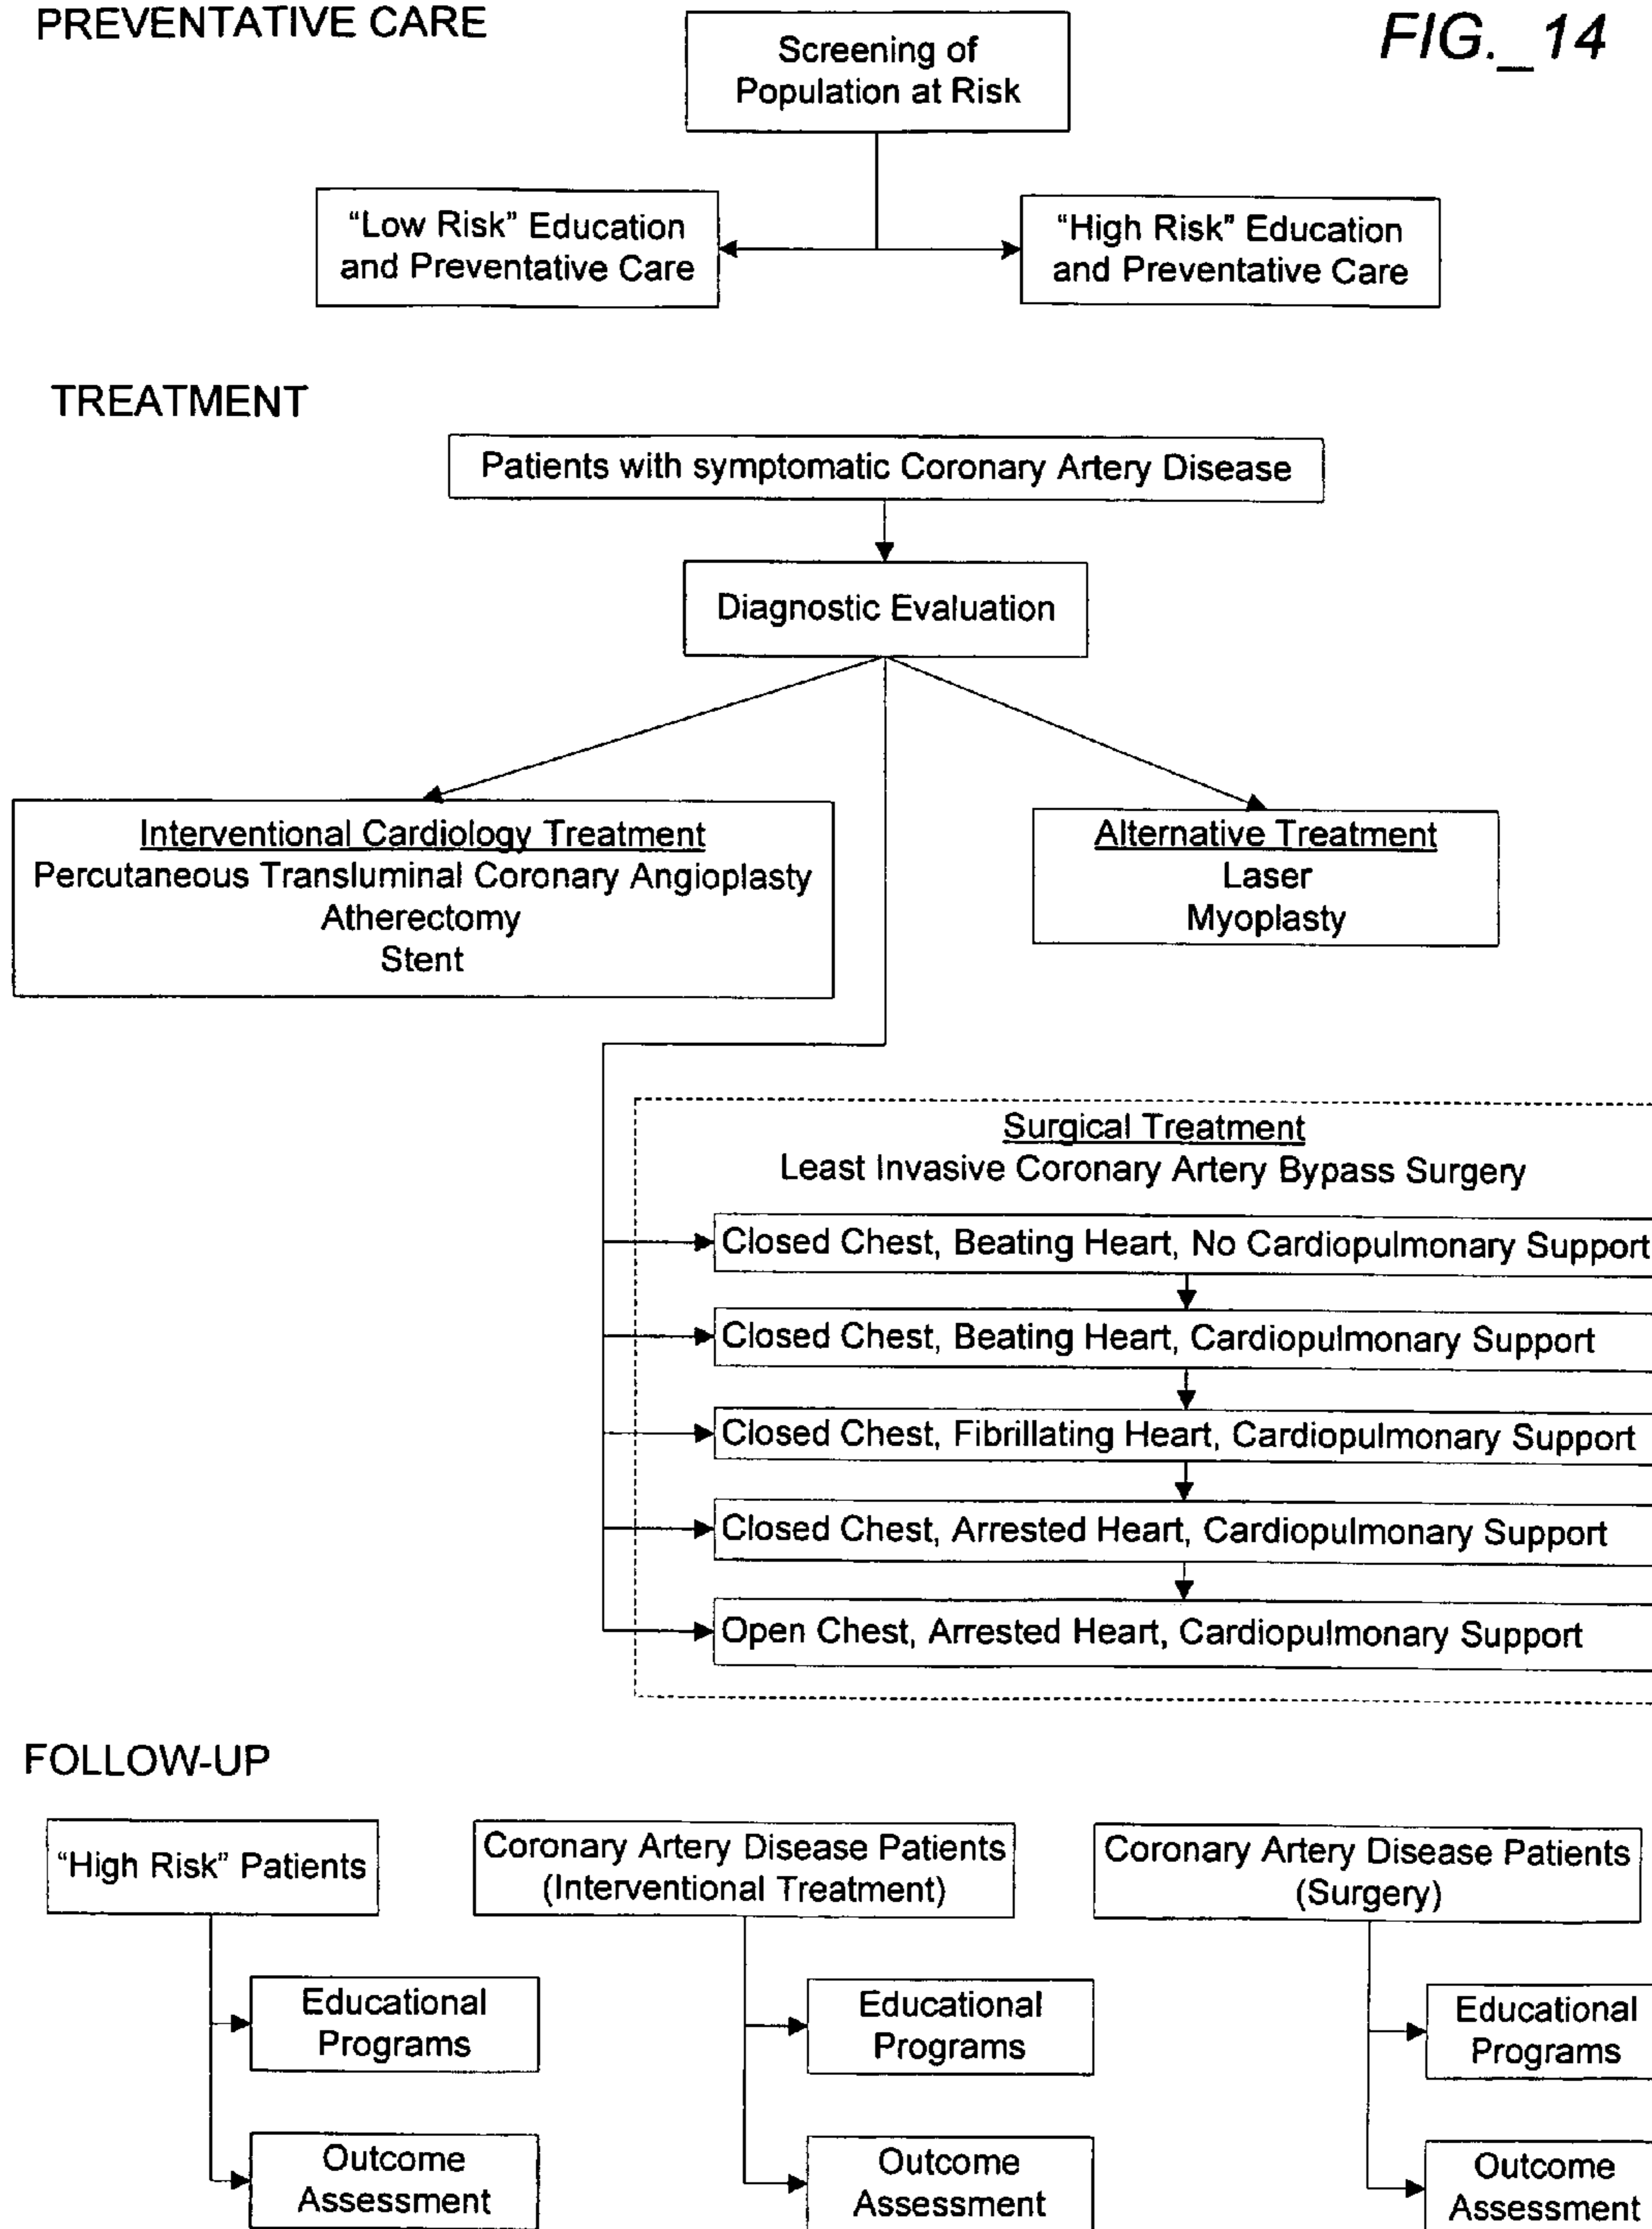 PREVENTATIVE CARE
FIG._14
Screening of
Population at Risk
“Low Risk” Education
and Preventative Care
“High Risk” Education
and Preventative Care
TREATMENT
Patients with symptomatic Coronary Artery Disease
Diagnostic Evaluation
Interventional Cardiology Treatment
Percutaneous Transluminal Coronary Angioplasty
Atherectomy
Stent
Alternative Treatment
Laser
Myoplasty
Surgical Treatment
Least Invasive Coronary Artery Bypass Surgery
Closed Chest, Beating Heart, No Cardiopulmonary Support
Closed Chest, Beating Heart, Cardiopulmonary Support
Closed Chest, Fibrillating Heart, Cardiopulmonary Support
Closed Chest, Arrested Heart, Cardiopulmonary Support
Open Chest, Arrested Heart, Cardiopulmonary Support
FOLLOW-UP
“High Risk” Patients
Educational
Programs
Outcome
Assessment
Coronary Artery Disease Patients
(Interventional Treatment)
Educational
Programs
Outcome
Assessment
Coronary Artery Disease Patients
(Surgery)
Educational
Programs
Outcome
Assessment